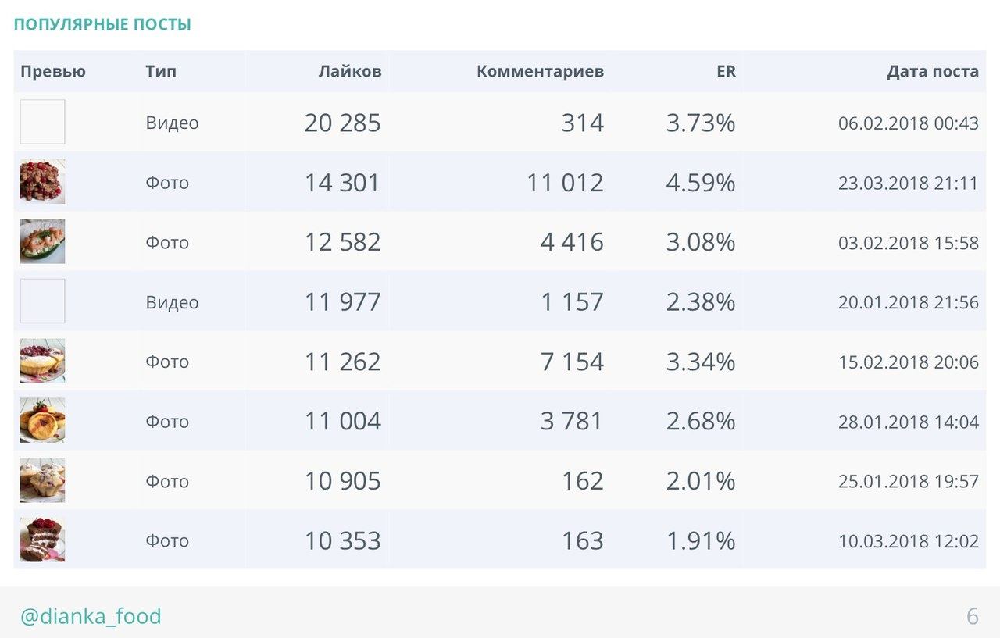 ПОПУЛЯРНЫЕ ПОСТЫ
Превью Тип Лайков Комментариев ER Дата поста
Видео 20 285 314 3.73% 06.02.2018 00:43
Фото 14 301 11 012 4.59% 23.03.2018 21:11
Фото 12 582 4 416 3.08% 03.02.2018 15:58
Видео 11 977 1 157 2.38% 20.01.2018 21:56
Фото 11 262 7 154 3.34% 15.02.2018 20:06
Фото 11 004 3 781 2.68% 28.01.2018 14:04
Фото 10 905 162 2.01% 25.01.2018 19:57
Фото 10 353 163 1.91% 10.03.2018 12:02
@dianka_food 6